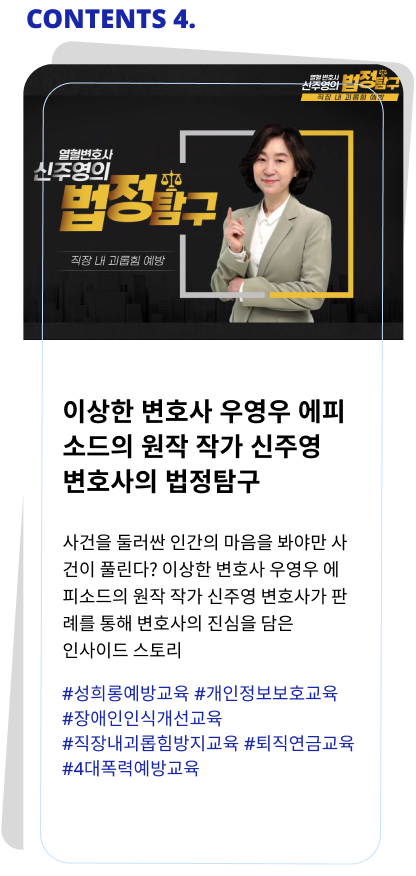 CONTENTS 4.
열혈변호사
신주영의
법정탐구
직장 내 괴롭힘 예방
열혈변호사
신주영의 법정탐구
직장 내 괴롭힘 예방
이상한 변호사 우영우 에피
소드의 원작 작가 신주영
변호사의 법정탐구
사건을 둘러싼 인간의 마음을 봐야만 사
건이 풀린다? 이상한 변호사 우영우 에
피소드의 원작 작가 신주영 변호사가 판
례를 통해 변호사의 진심을 담은
인사이드 스토리
#성희롱예방교육 #개인정보보호교육
#장애인인식개선교육
#직장내괴롭힘방지교육 #퇴직연금교육
#4대폭력예방교육